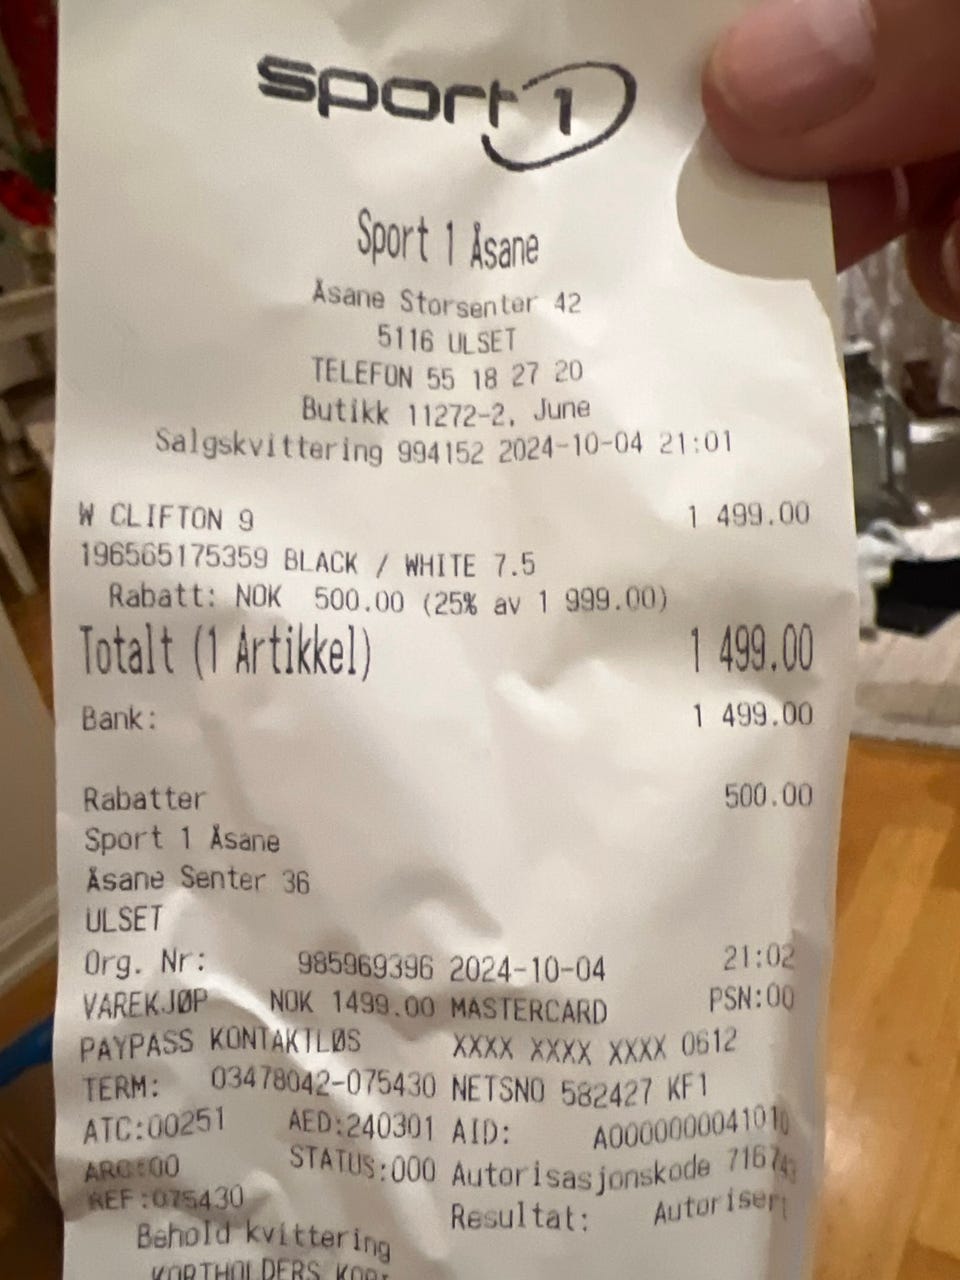 sport 1
Sport 1 Åsane
Åsane Storsenter 42
5116 ULSET
TELEFON 55 18 27 20
Butikk 11272-2, June
Salgskvittering 994152 2024-10-04 21:01
W CLIFTON 9 1 499.00
196565175359 BLACK / WHITE 7.5
Rabatt: NOK 500.00 (25% av 1 999.00)
Totalt (1 Artikkel) 1 499.00
Bank: 1 499.00
Rabatter 500.00
Sport 1 Åsane
Åsane Senter 36
ULSET
Org. Nr: 985969396 2024-10-04 21:02
VAREKJØP NOK 1499.00 MASTERCARD PSN:00
PAYPASS KONTAKTLØS XXXX XXXX XXXX 0612
TERM: 03478042-075430 NETSNO 582427 KF1
ATC:00251 AED:240301 AID: A0000000041010
ARC:00 STATUS:000 Autorisasjonskode
REF:075430 Resultat: Autorisert
Behold kvittering
KORTHOLDERS